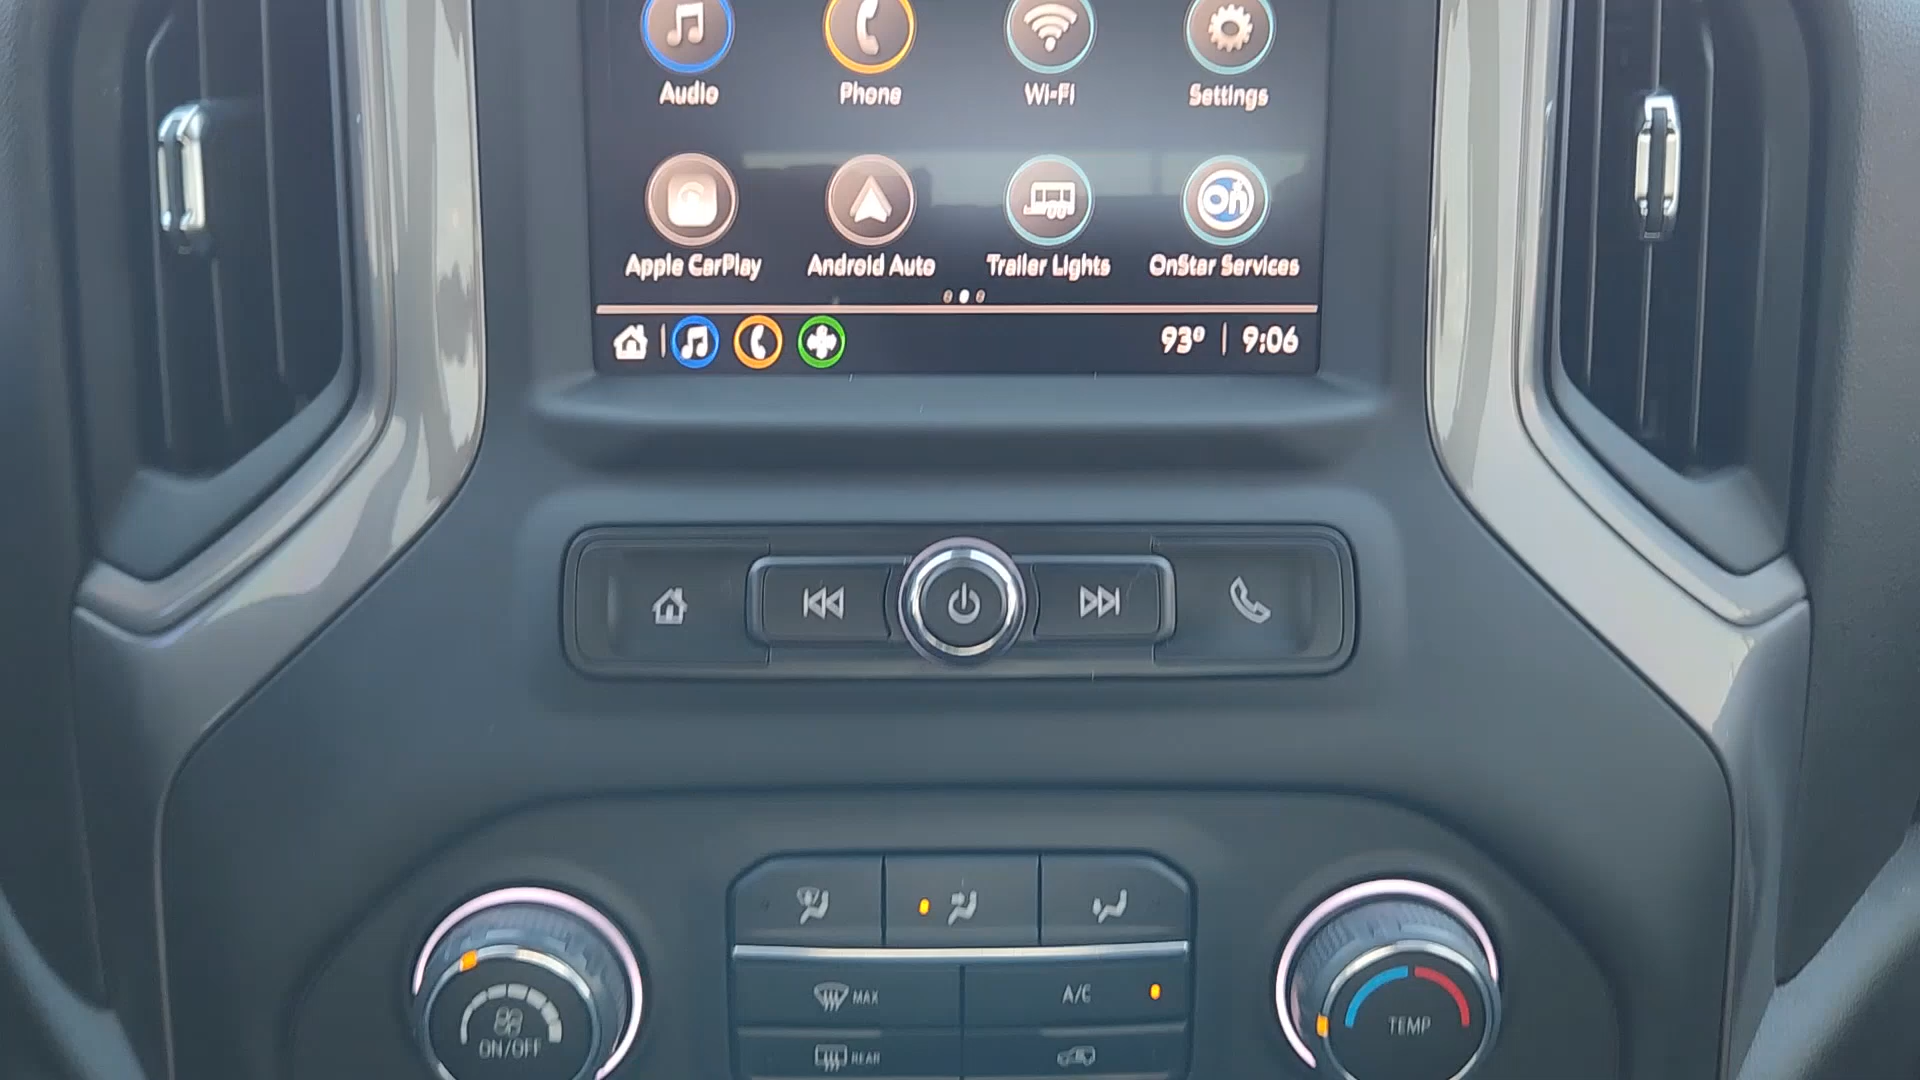 Audio Phone Wi-Fi Settings
Apple CarPlay Android Auto Trailer Lights OnStar Services
On
93° 9:06
MAX A/C
REAR
ON/OFF
TEMP